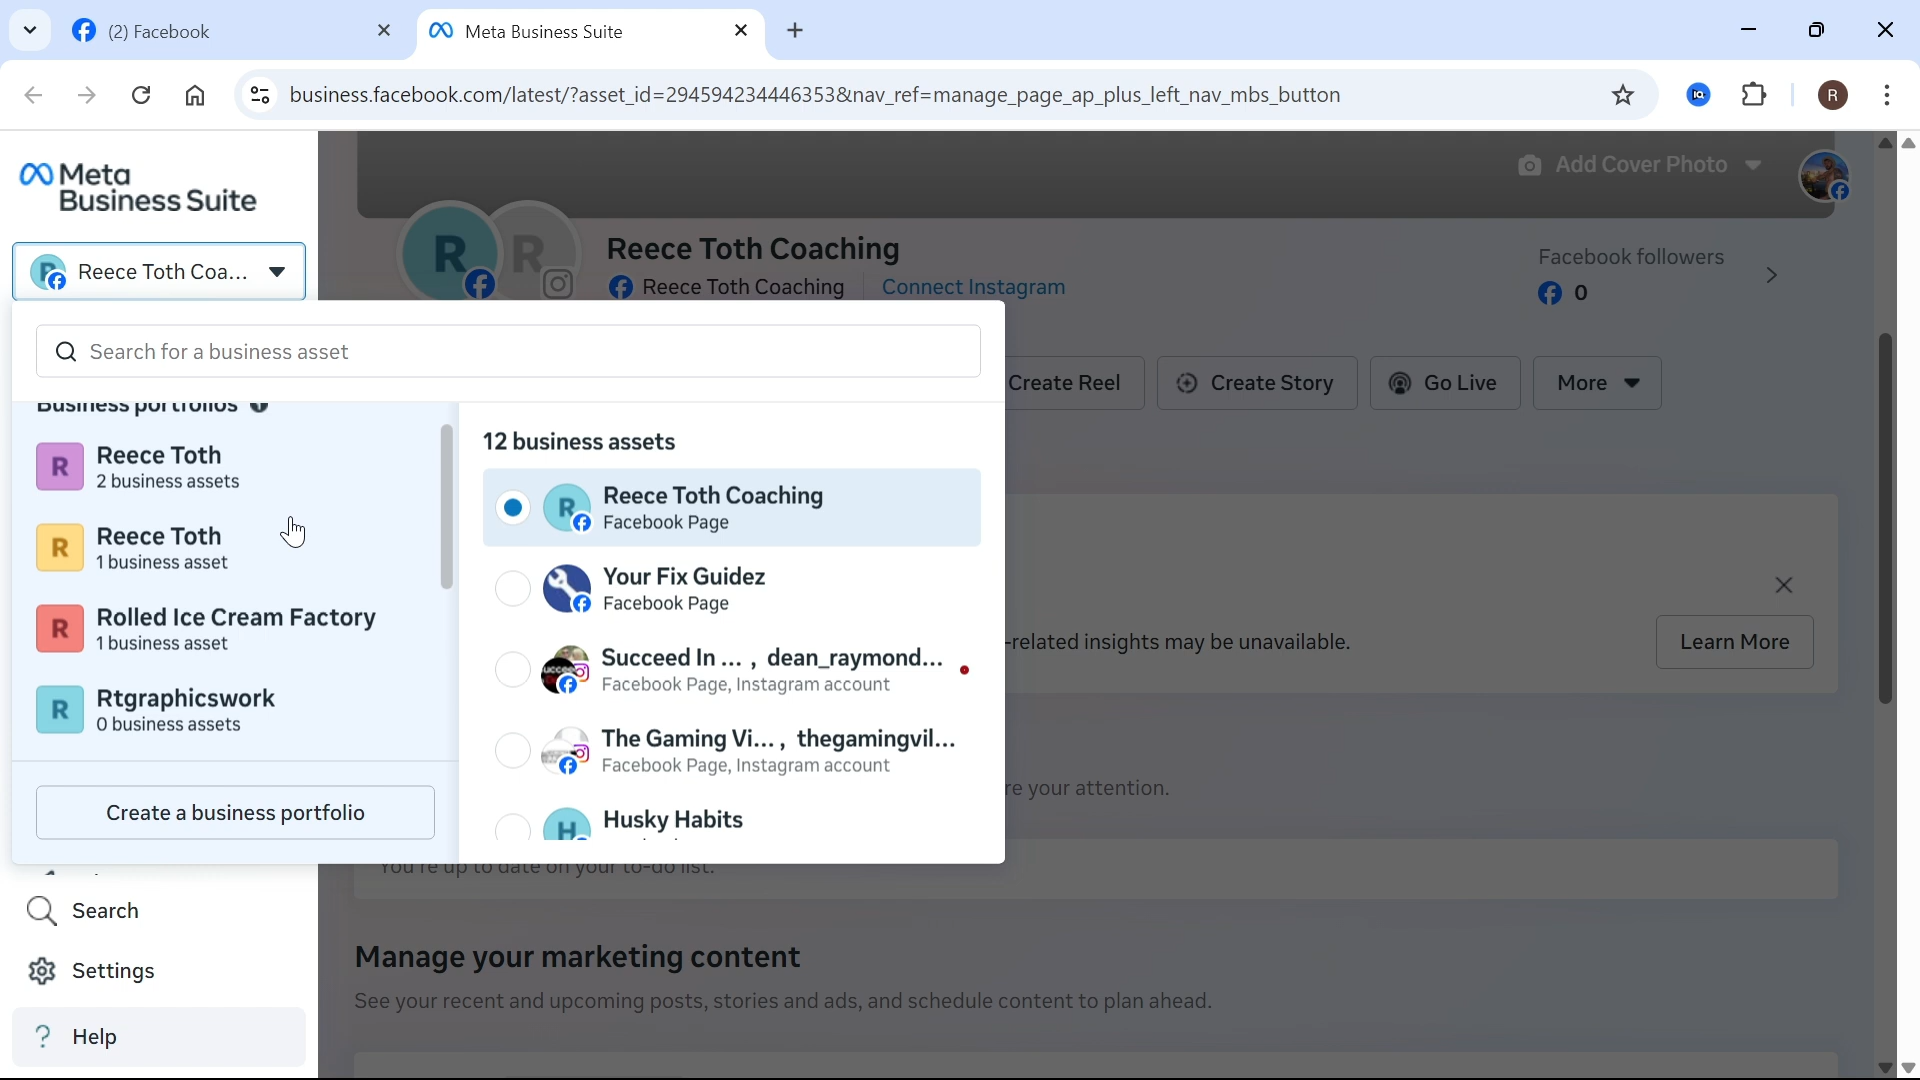 (2) Facebook
Meta Business Suite
business.facebook.com/latest/?asset_id=294594234446353&nav_ref=manage_page_ap_plus_left_nav_mbs_button
R
Meta
Business Suite
Add Cover Photo
Reece Toth Coa...
R
R
Reece Toth Coaching
Reece Toth Coaching
Connect Instagram
Facebook followers
0
Search for a business asset
Create Reel
Create Story
Go Live
More
Business portfolios
R
Reece Toth
2 business assets
R
Reece Toth
1 business asset
R
Rolled Ice Cream Factory
1 business asset
R
Rtgraphicswork
0 business assets
Create a business portfolio
12 business assets
R
Reece Toth Coaching
Facebook Page
Your Fix Guidez
Facebook Page
Succeed In ... , dean_raymond...
Facebook Page, Instagram account
The Gaming Vi... , thegamingvil...
Facebook Page, Instagram account
H
Husky Habits
-related insights may be unavailable.
Learn More
re your attention.
You're up to date on your to-do list.
Search
Settings
Help
Manage your marketing content
See your recent and upcoming posts, stories and ads, and schedule content to plan ahead.